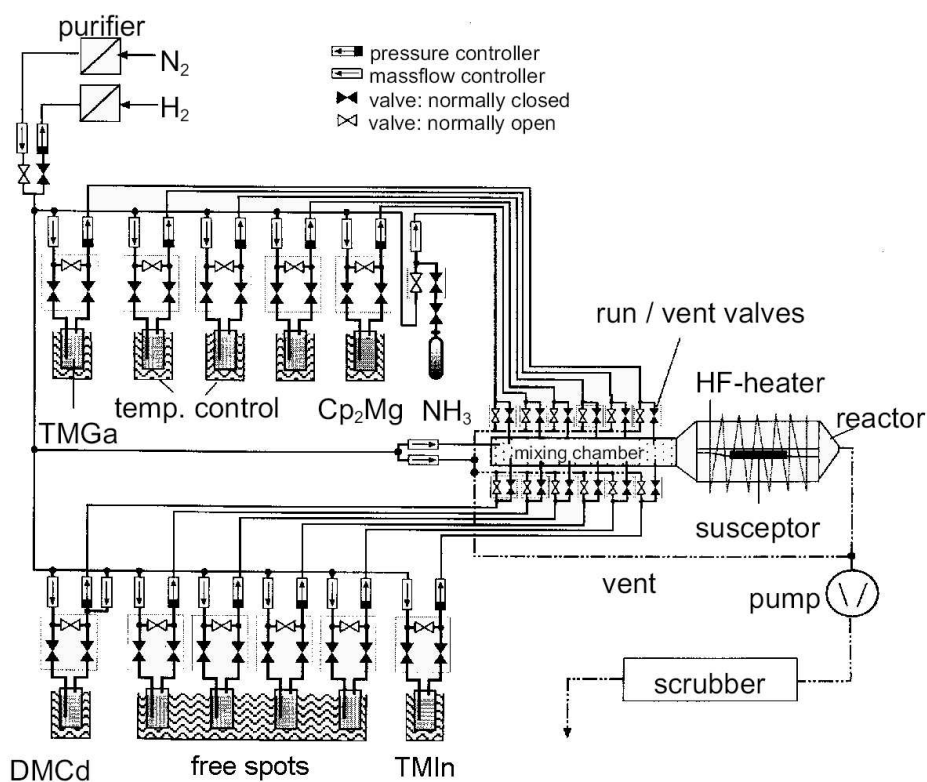 purifier
N₂
H₂
pressure controller
massflow controller
valve: normally closed
valve: normally open
run / vent valves
HF-heater
reactor
temp. control
Cp₂Mg
NH₃
TMGa
mixing chamber
susceptor
vent
pump
scrubber
DMCd
free spots
TMIn